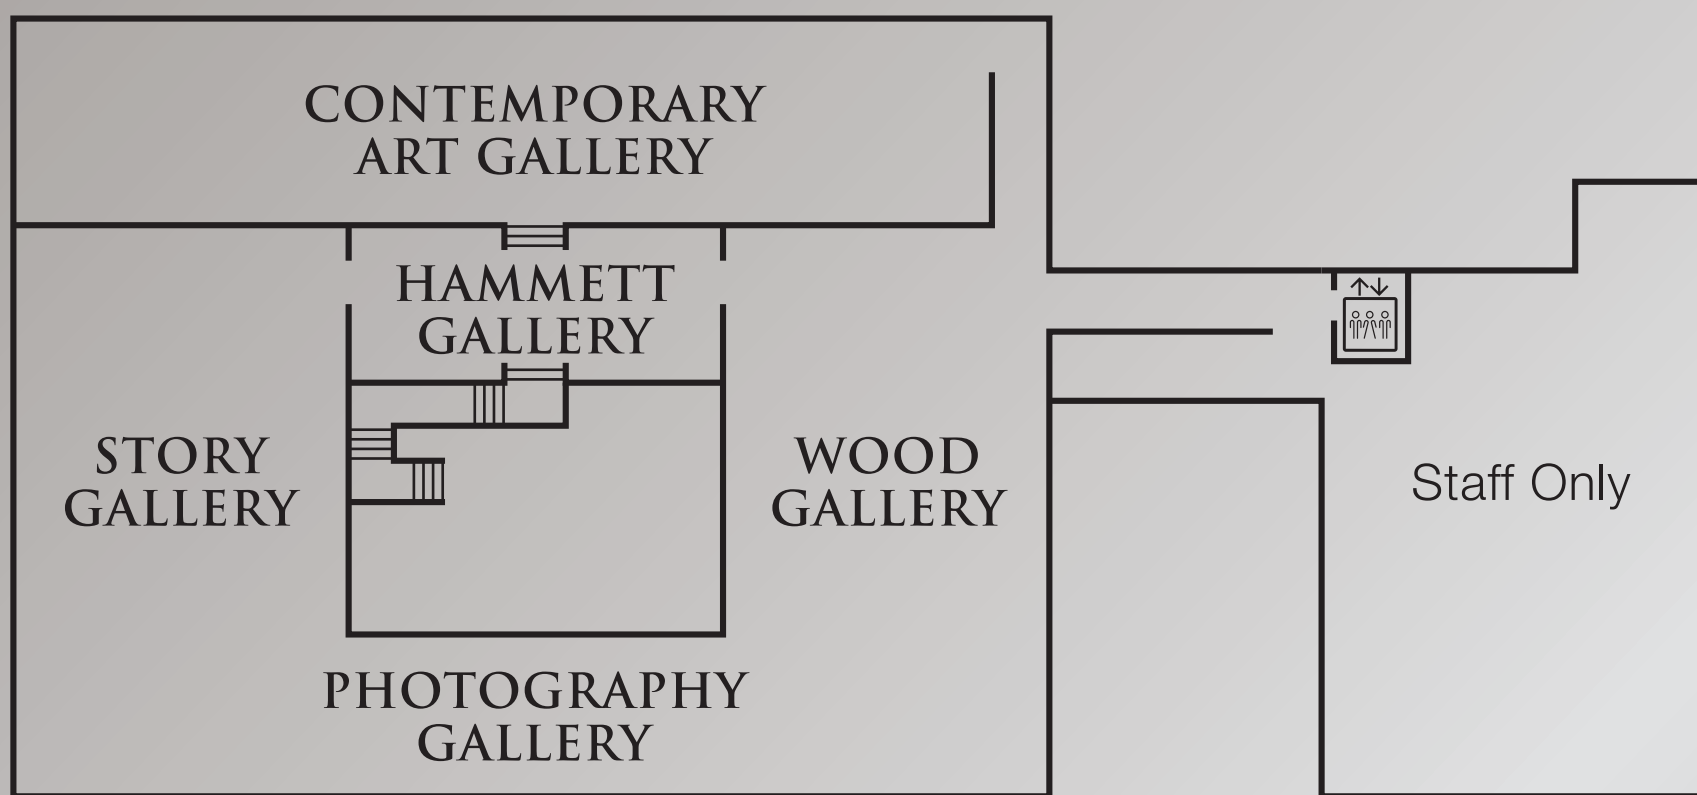 CONTEMPORARY
ART GALLERY
HAMMETT
GALLERY
STORY
GALLERY
WOOD
GALLERY
Staff Only
PHOTOGRAPHY
GALLERY